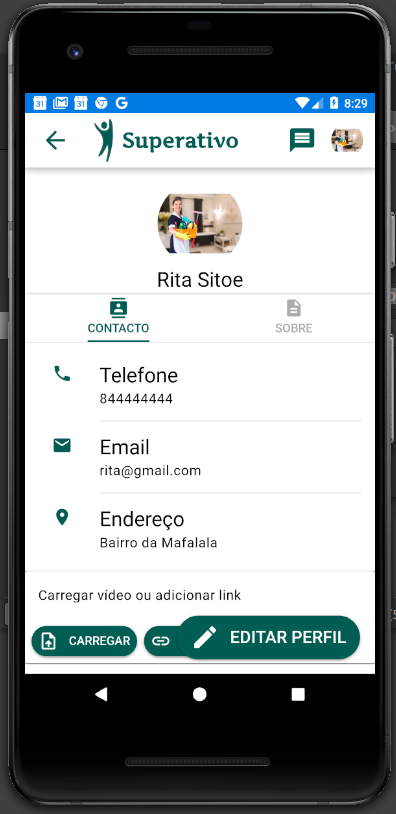 31 31 G 8:29
Superativo
Rita Sitoe
CONTACTO SOBRE
Telefone
844444444
Email
rita@gmail.com
Endereço
Bairro da Mafalala
Carregar vídeo ou adicionar link
CARREGAR EDITAR PERFIL